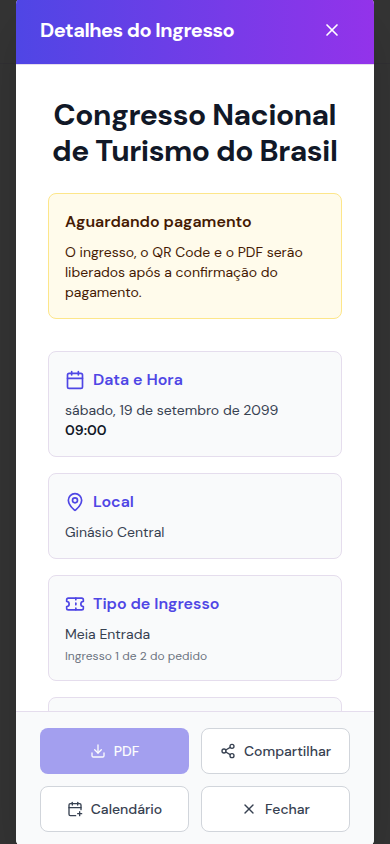 Detalhes do Ingresso
Congresso Nacional
de Turismo do Brasil
Aguardando pagamento
O ingresso, o QR Code e o PDF serão
liberados após a confirmação do
pagamento.
Data e Hora
sábado, 19 de setembro de 2099
09:00
Local
Ginásio Central
Tipo de Ingresso
Meia Entrada
Ingresso 1 de 2 do pedido
PDF
Compartilhar
Calendário
Fechar